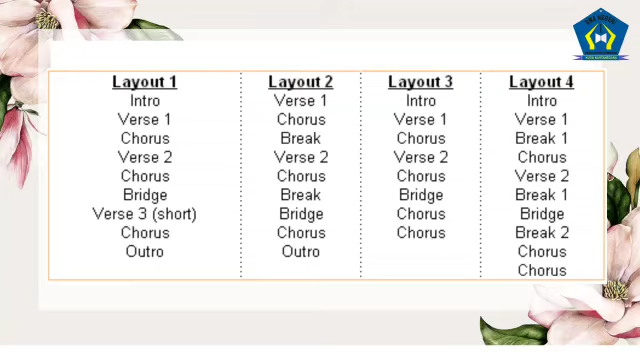 SMA NEGERI
Layout 1
Intro
Verse 1
Chorus
Verse 2
Chorus
Bridge
Verse 3 (short)
Chorus
Outro
Layout 2
Verse 1
Chorus
Break
Verse 2
Chorus
Break
Bridge
Chorus
Outro
Layout 3
Intro
Verse 1
Chorus
Verse 2
Chorus
Bridge
Chorus
Chorus
Layout 4
Intro
Verse 1
Break 1
Chorus
Verse 2
Break 1
Bridge
Break 2
Chorus
Chorus